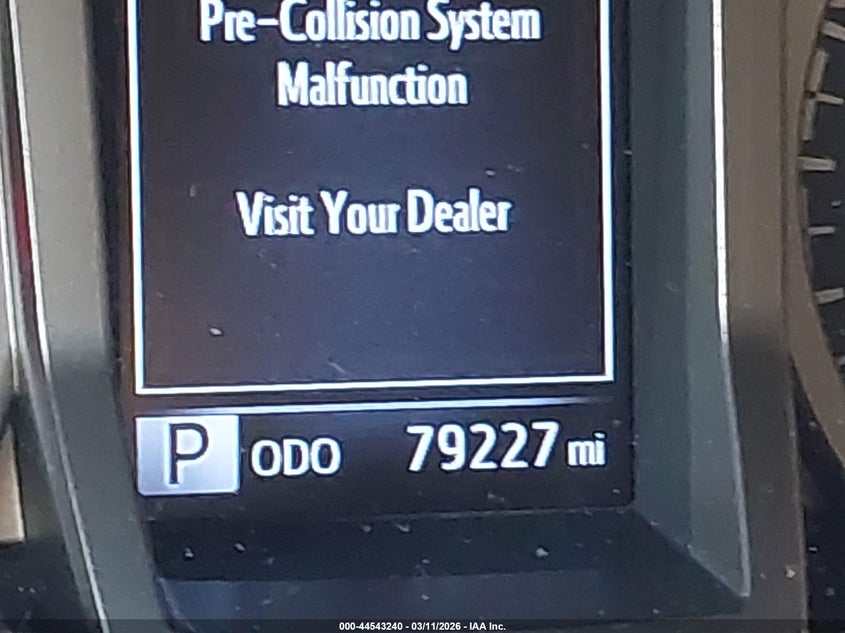 Pre-Collision System
Malfunction
Visit Your Dealer
P ODO 79227 mi
000-44543240 - 03/11/2026 - IAA Inc.